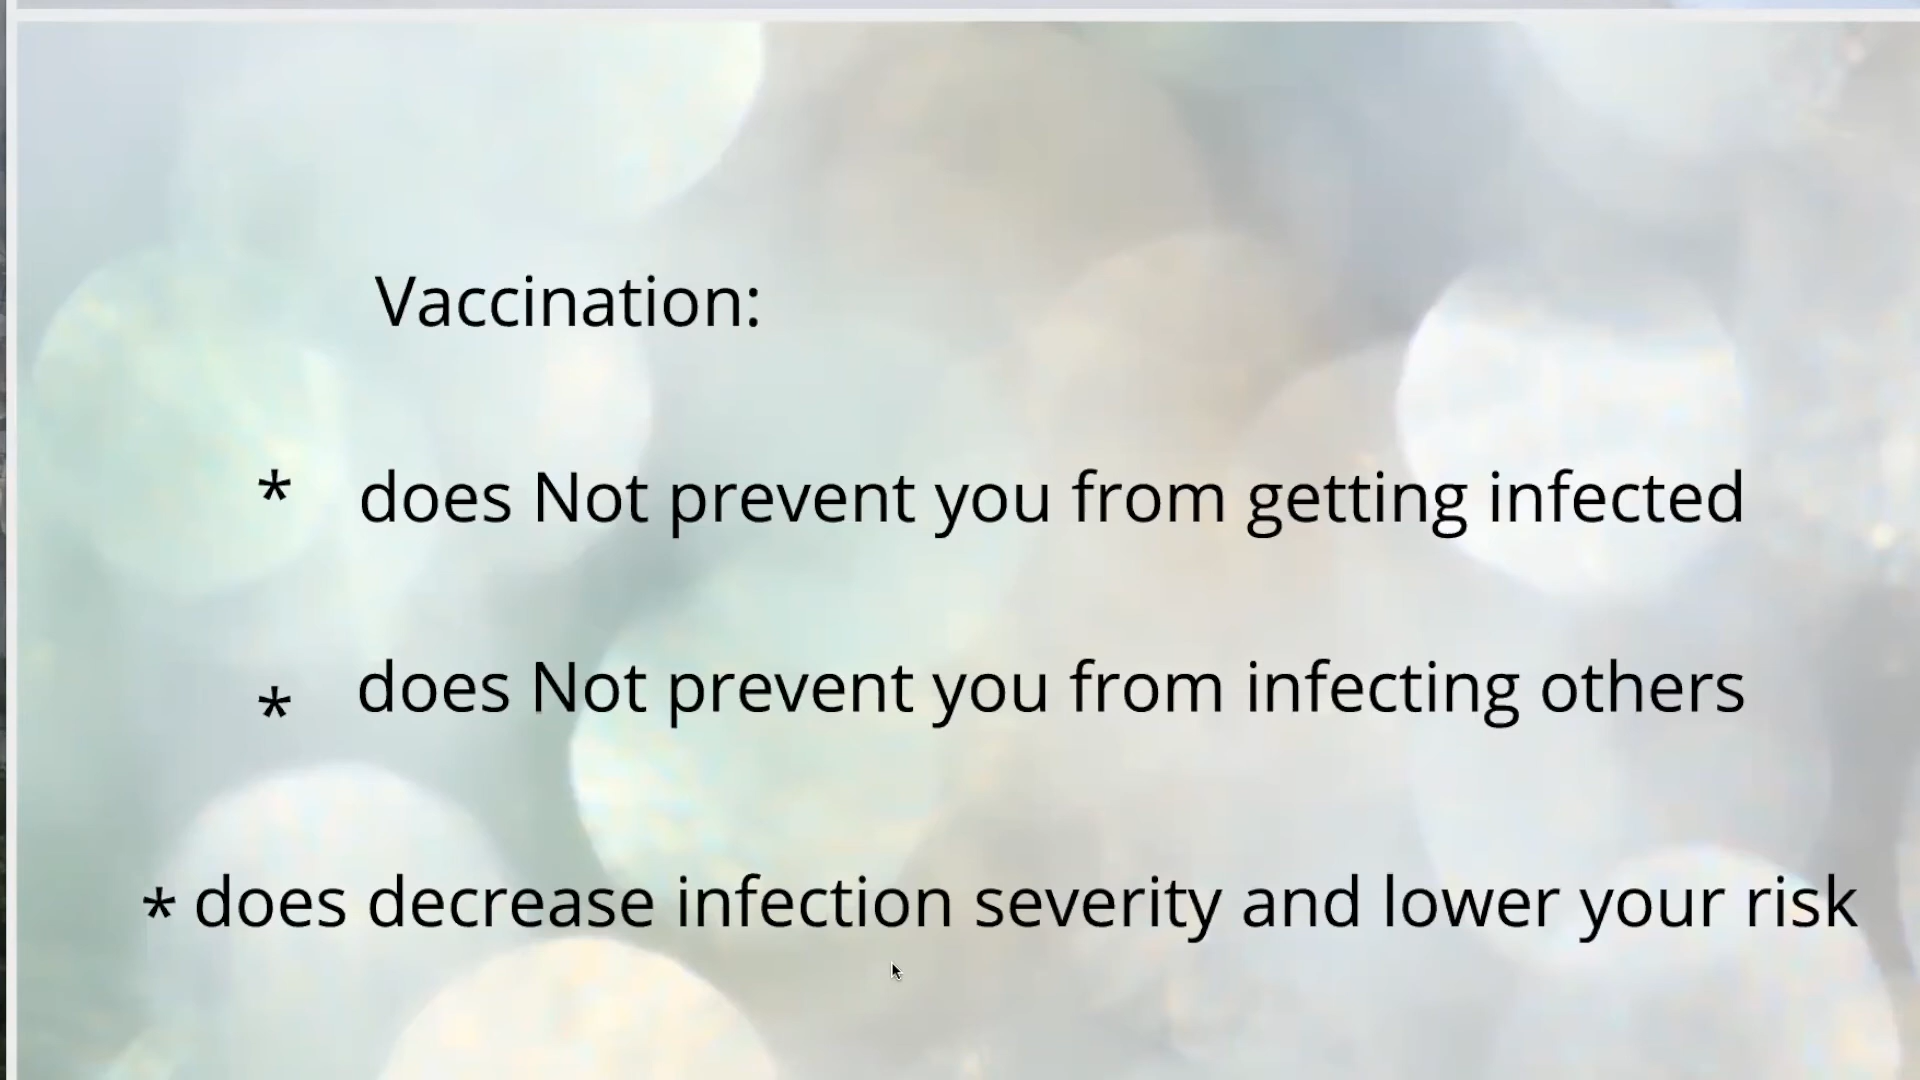 Vaccination:
* does Not prevent you from getting infected
* does Not prevent you from infecting others
* does decrease infection severity and lower your risk